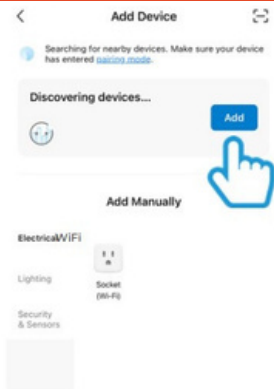 Add Device
Searching for nearby devices. Make sure your device
has entered pairing mode.
Discovering devices...
Add
Add Manually
Electrical WiFi
Lighting
Socket
(Wi-Fi)
Security
& Sensors